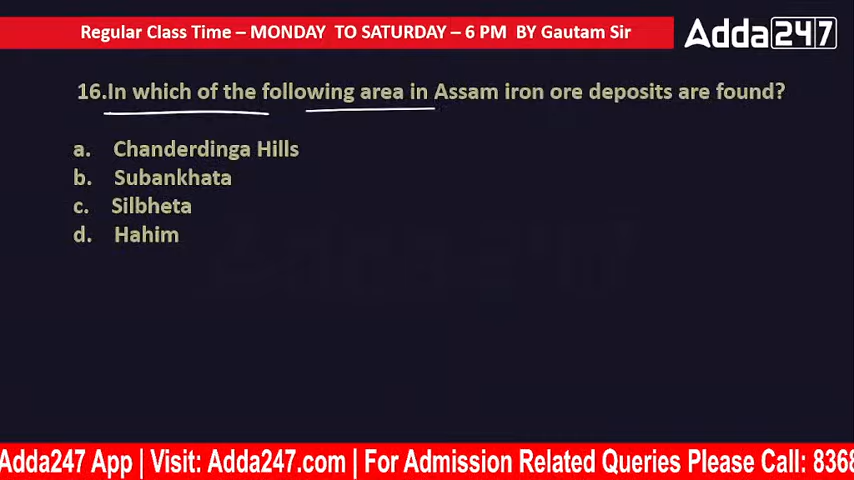 Regular Class Time – MONDAY TO SATURDAY – 6 PM BY Gautam Sir
Adda247
16.In which of the following area in Assam iron ore deposits are found?
a. Chanderdinga Hills
b. Subankhata
c. Silbheta
d. Hahim
Adda247 App | Visit: Adda247.com | For Admission Related Queries Please Call: 8368